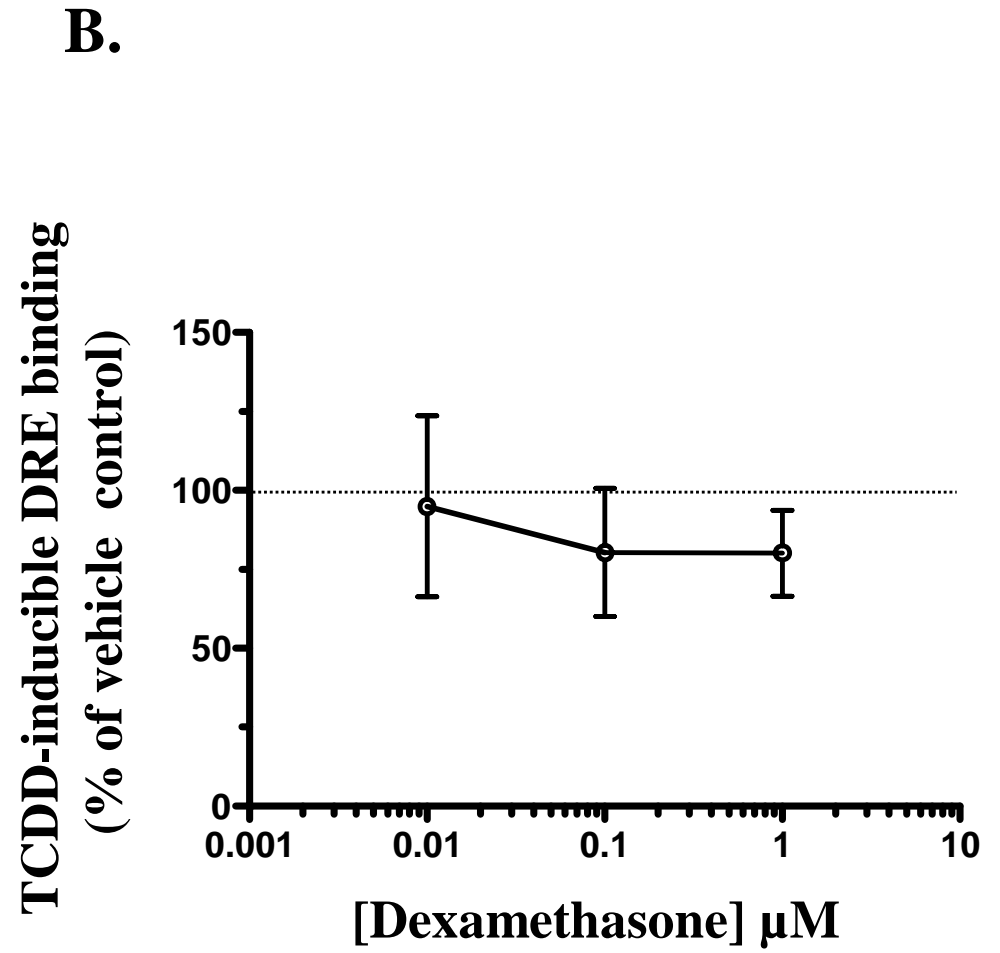 B.
TCDD-inducible DRE binding
(% of vehicle control)
150
100
50
0
0.001 0.01 0.1 1 10
[Dexamethasone] µM